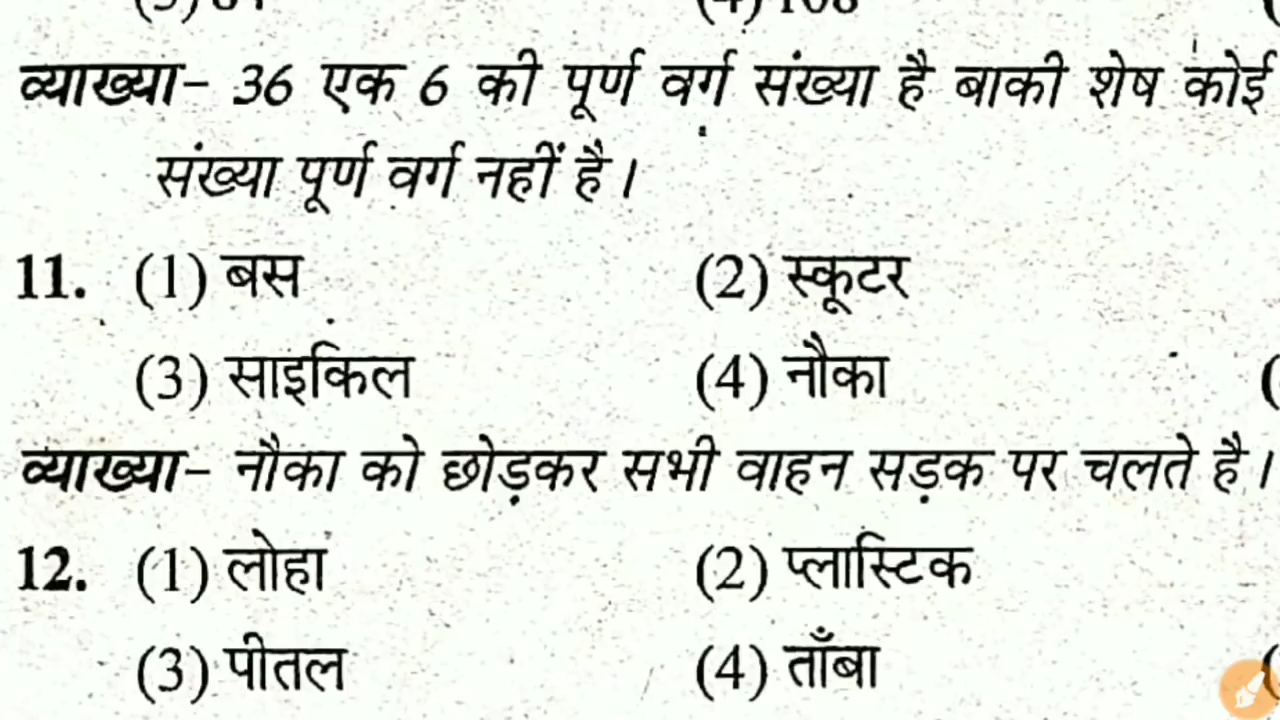 व्याख्या- 36 एक 6 की पूर्ण वर्ग संख्या है बाकी शेष कोई
संख्या पूर्ण वर्ग नहीं है।
11. (1) बस (2) स्कूटर
(3) साइकिल (4) नौका
व्याख्या- नौका को छोड़कर सभी वाहन सड़क पर चलते है।
12. (1) लोहा (2) प्लास्टिक
(3) पीतल (4) ताँबा